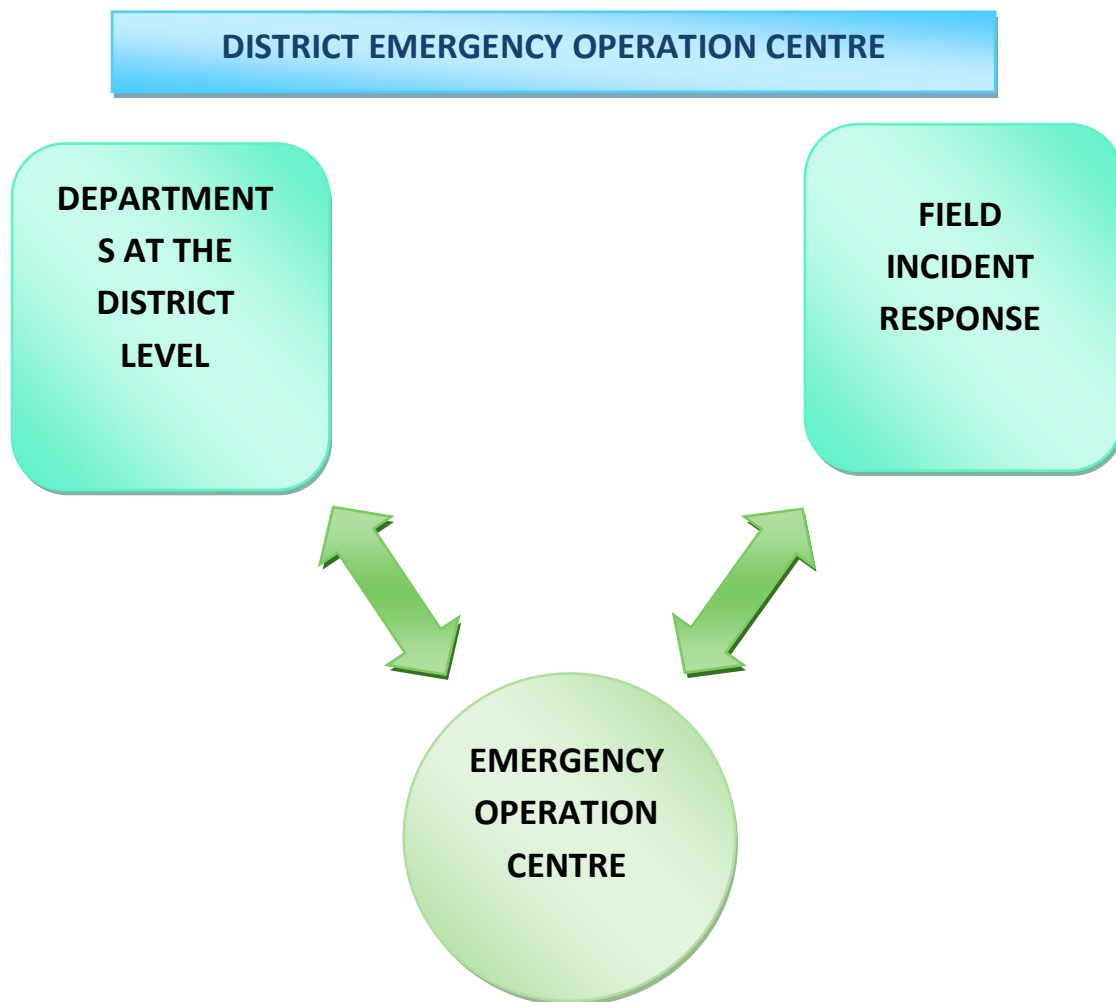 DISTRICT EMERGENCY OPERATION CENTRE
DEPARTMENT
S AT THE
DISTRICT
LEVEL
FIELD
INCIDENT
RESPONSE
EMERGENCY
OPERATION
CENTRE